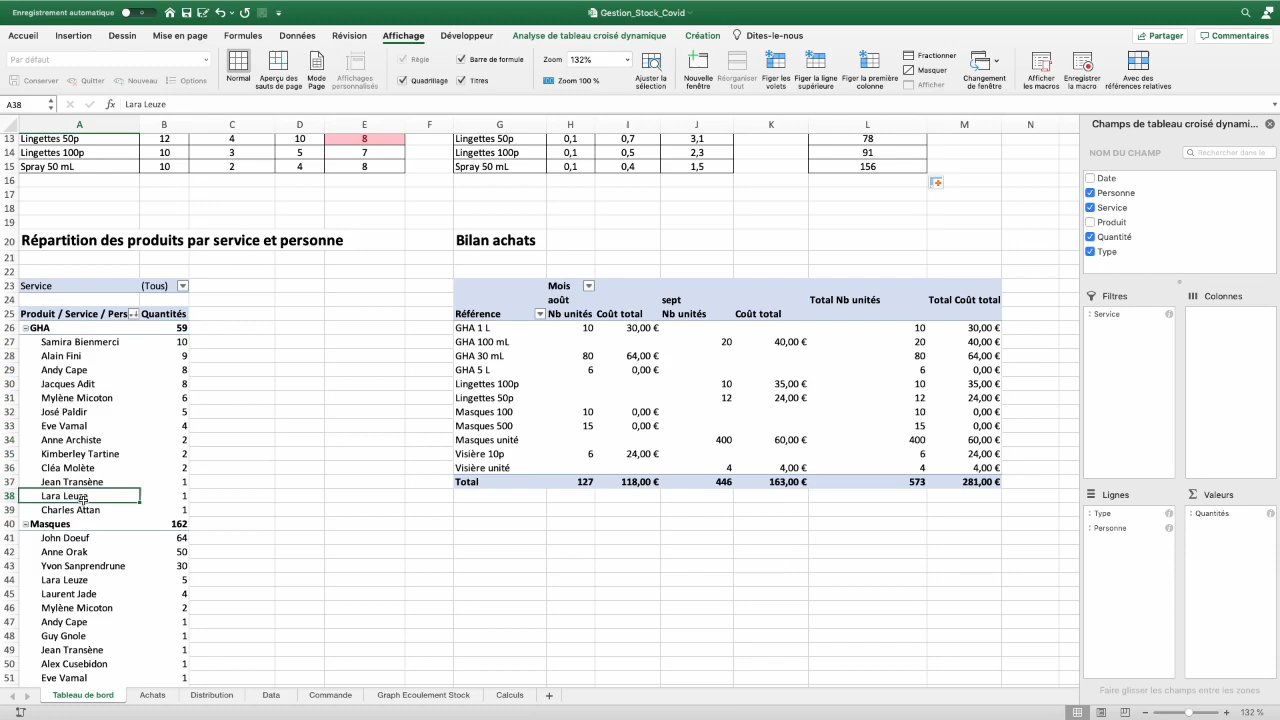 Enregistrement automatique
Gestion_Stock_Covid
Accueil Insertion Dessin Mise en page Formules Données Révision Affichage Développeur Analyse de tableau croisé dynamique Création Dites-le-nous Partager Commentaires
Par défaut
Conserver Quitter Nouveau Options
Normal
Aperçu des sauts de page
Mode Page
Affichages personnalisés
Règle Barre de formule
Quadrillage Titres
Zoom 132%
Zoom 100 %
Ajuster la sélection
Nouvelle fenêtre
Réorganiser tout
Figer les volets
Figer la ligne supérieure
Figer la première colonne
Fractionner
Masquer
Afficher
Changement de fenêtre
Afficher les macros
Enregistrer la macro
Avec des références relatives
A38 fx Lara Leuze
A B C D E F G H I J K L M N
13 Lingettes 50p 12 4 10 8 Lingettes 50p 0,1 0,7 3,1 78
14 Lingettes 100p 10 3 5 7 Lingettes 100p 0,1 0,5 2,3 91
15 Spray 50 mL 10 2 4 8 Spray 50 mL 0,1 0,4 1,5 156
16
17
18
19
20 Répartition des produits par service et personne Bilan achats
21
22
23 Service (Tous) Mois
24 août sept Total Nb unités Total Coût total
25 Produit / Service / Pers Quantités Référence Nb unités Coût total Nb unités Coût total
26 GHA 59 GHA 1 L 10 30,00 € 10 30,00 €
27 Samira Bienmerci 10 GHA 100 mL 20 40,00 € 20 40,00 €
28 Alain Fini 9 GHA 30 mL 80 64,00 € 80 64,00 €
29 Andy Cape 8 GHA 5 L 6 0,00 € 6 0,00 €
30 Jacques Adit 8 Lingettes 100p 10 35,00 € 10 35,00 €
31 Mylène Micoton 6 Lingettes 50p 12 24,00 € 12 24,00 €
32 José Paldir 5 Masques 100 10 0,00 € 10 0,00 €
33 Eve Vamal 4 Masques 500 15 0,00 € 15 0,00 €
34 Anne Archiste 2 Masques unité 400 60,00 € 400 60,00 €
35 Kimberley Tartine 2 Visière 10p 6 24,00 € 6 24,00 €
36 Cléa Molète 2 Visière unité 4 4,00 € 4 4,00 €
37 Jean Transène 1 Total 127 118,00 € 446 163,00 € 573 281,00 €
38 Lara Leuze 1
39 Charles Attan 1
40 Masques 162
41 John Doeuf 64
42 Anne Orak 50
43 Yvon Sanprendrune 30
44 Lara Leuze 5
45 Laurent Jade 4
46 Mylène Micoton 2
47 Andy Cape 1
48 Guy Gnole 1
49 Jean Transène 1
50 Alex Cusebidon 1
51 Eve Vamal 1
Champs de tableau croisé dynami...
NOM DU CHAMP Rechercher dans le
Date
Personne
Service
Produit
Quantité
Type
Filtres Colonnes
Service
Lignes Valeurs
Type Quantités
Personne
Faire glisser les champs entre les zones
Tableau de bord Achats Distribution Data Commande Graph Ecoulement Stock Calculs +
132 %